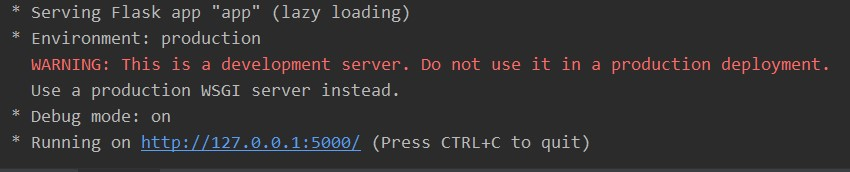 * Serving Flask app "app" (lazy loading)
* Environment: production
WARNING: This is a development server. Do not use it in a production deployment.
Use a production WSGI server instead.
* Debug mode: on
* Running on http://127.0.0.1:5000/ (Press CTRL+C to quit)